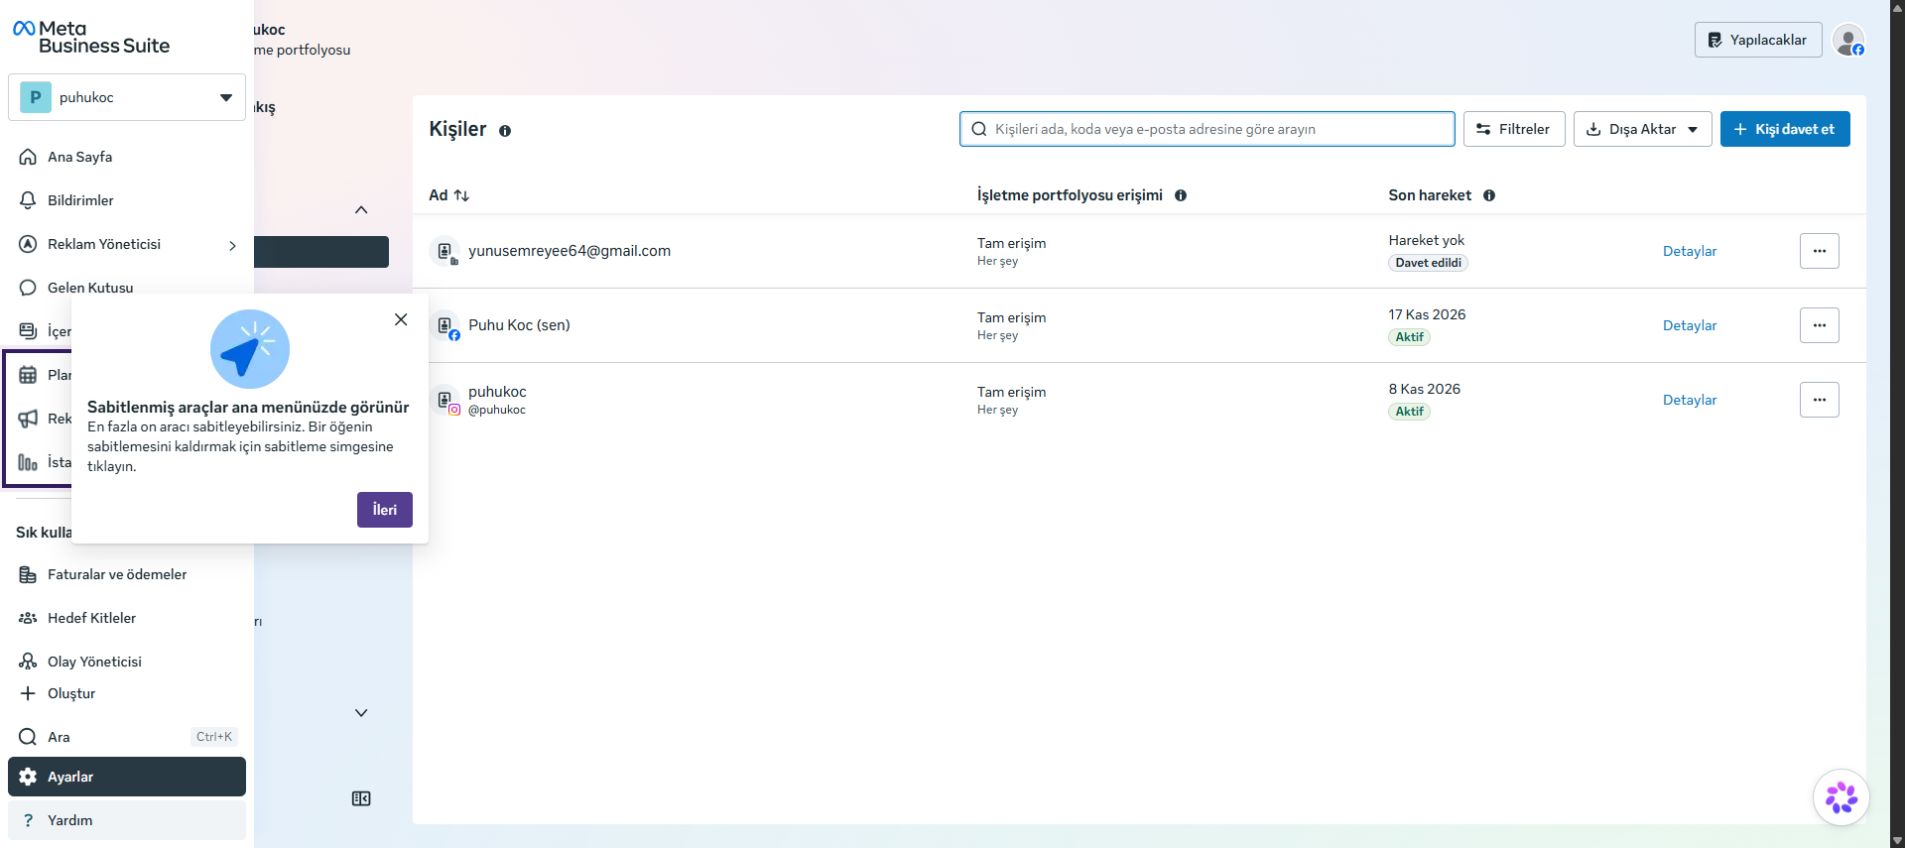 Meta
Business Suite
P puhukoc
Ana Sayfa
Bildirimler
Reklam Yöneticisi
Gelen Kutusu
İçer
Plan
Rek
İsta
Sabitlenmiş araçlar ana menünüzde görünür
En fazla on aracı sabitleyebilirsiniz. Bir öğenin
sabitlemesini kaldırmak için sabitleme simgesine
tıklayın.
İleri
Sık kulla
Faturalar ve ödemeler
Hedef Kitleler
Olay Yöneticisi
Oluştur
Ara Ctrl+K
Ayarlar
? Yardım
ukoc
me portfolyosu
kış
rı
Yapılacaklar
Kişiler
Kişileri ada, koda veya e-posta adresine göre arayın
Filtreler
Dışa Aktar
+ Kişi davet et
Ad İşletme portfolyosu erişimi Son hareket
yunusemreyee64@gmail.com Tam erişim Hareket yok Detaylar ...
Her şey Davet edildi
Puhu Koc (sen) Tam erişim 17 Kas 2026 Detaylar ...
Her şey Aktif
puhukoc Tam erişim 8 Kas 2026 Detaylar ...
@puhukoc Her şey Aktif